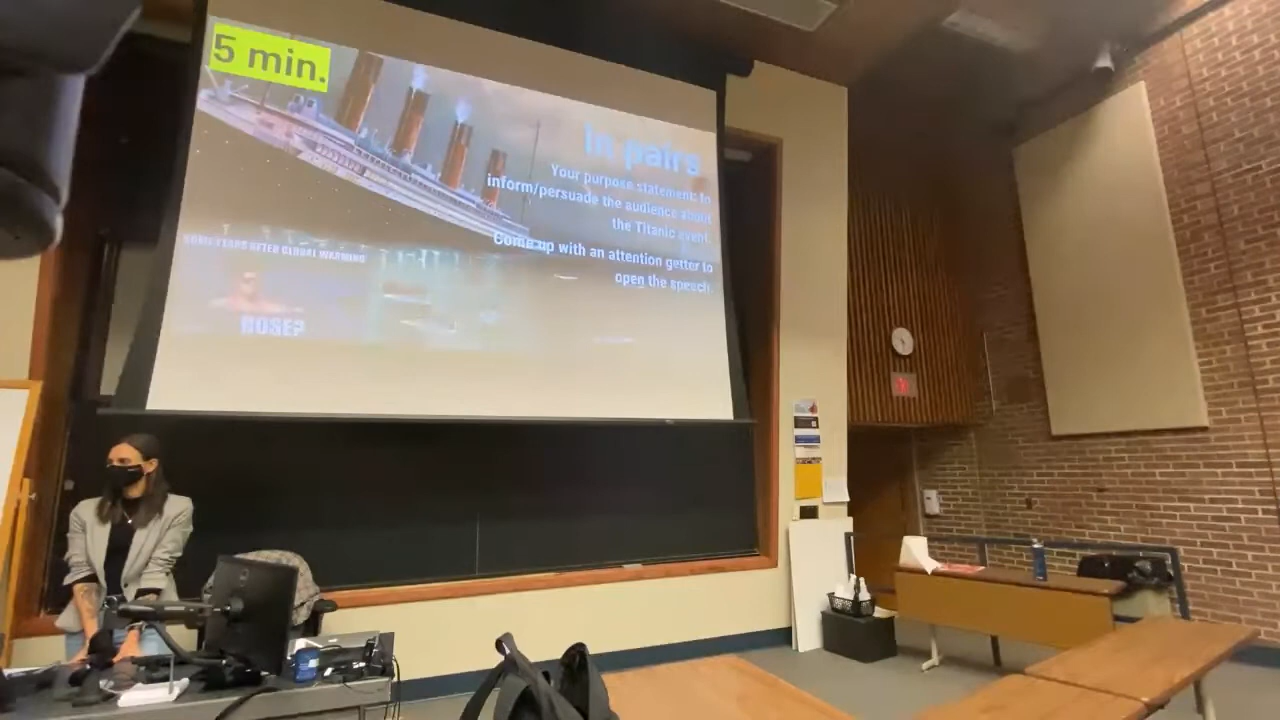 5 min.
In pairs
Your purpose statement: to
inform/persuade the audience about
the Titanic event.
Come up with an attention getter to
open the speech
YEARS AFTER GLOBAL WARMING
ROSE?